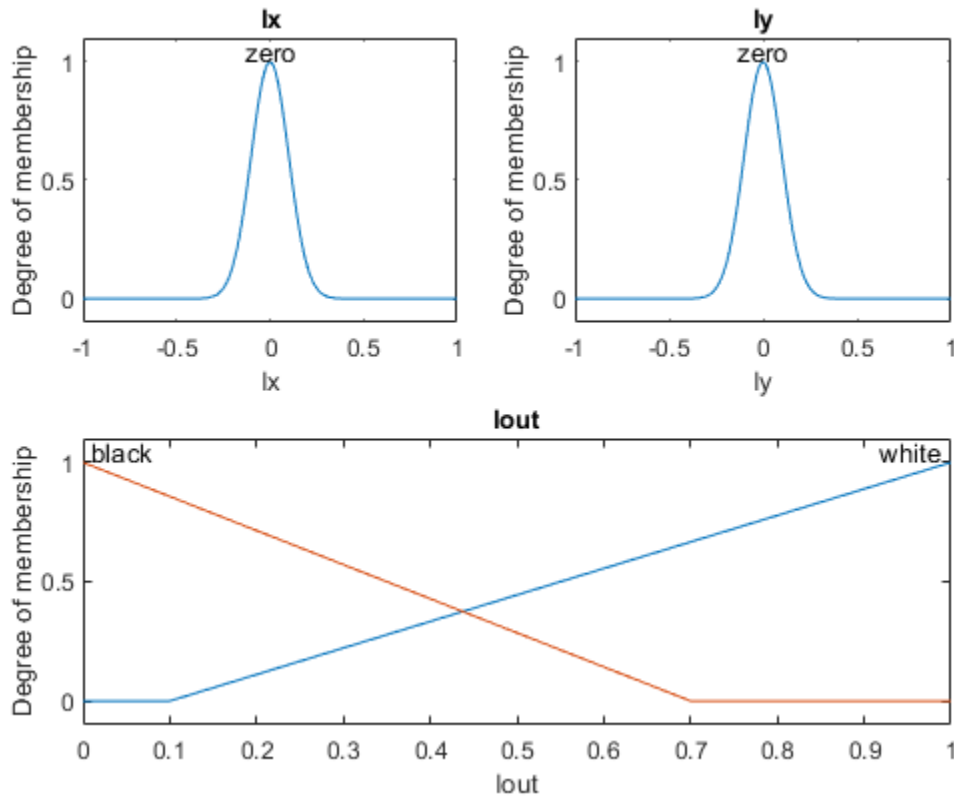 Ix
zero
Degree of membership
1
0.5
0
-1 -0.5 0 0.5 1
Ix
Iy
zero
Degree of membership
1
0.5
0
-1 -0.5 0 0.5 1
Iy
Iout
black white
Degree of membership
1
0.5
0
0 0.1 0.2 0.3 0.4 0.5 0.6 0.7 0.8 0.9 1
Iout